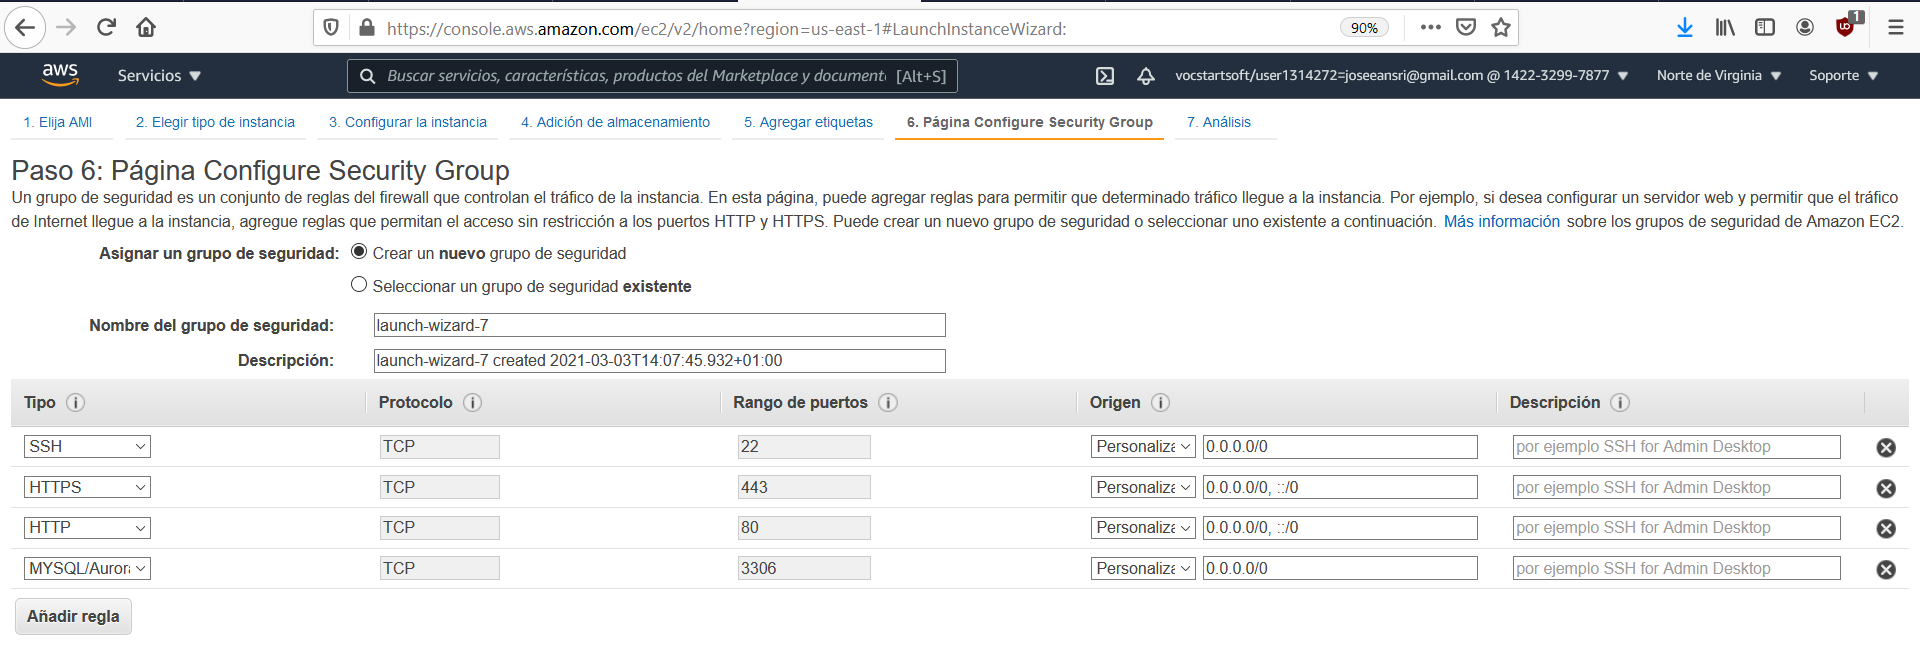 https://console.aws.amazon.com/ec2/v2/home?region=us-east-1#LaunchInstanceWizard:
90%
1
aws
Servicios
Buscar servicios, características, productos del Marketplace y document
[Alt+S]
vocstartsoft/user1314272=joseeansri@gmail.com @ 1422-3299-7877
Norte de Virginia
Soporte
1. Elija AMI
2. Elegir tipo de instancia
3. Configurar la instancia
4. Adición de almacenamiento
5. Agregar etiquetas
6. Página Configure Security Group
7. Análisis
Paso 6: Página Configure Security Group
Un grupo de seguridad es un conjunto de reglas del firewall que controlan el tráfico de la instancia. En esta página, puede agregar reglas para permitir que determinado tráfico llegue a la instancia. Por ejemplo, si desea configurar un servidor web y permitir que el tráfico
de Internet llegue a la instancia, agregue reglas que permitan el acceso sin restricción a los puertos HTTP y HTTPS. Puede crear un nuevo grupo de seguridad o seleccionar uno existente a continuación. Más información sobre los grupos de seguridad de Amazon EC2.
Asignar un grupo de seguridad: Crear un nuevo grupo de seguridad
Seleccionar un grupo de seguridad existente
Nombre del grupo de seguridad: launch-wizard-7
Descripción: launch-wizard-7 created 2021-03-03T14:07:45.932+01:00
Tipo Protocolo Rango de puertos Origen Descripción
SSH TCP 22 Personaliza 0.0.0.0/0 por ejemplo SSH for Admin Desktop
HTTPS TCP 443 Personaliza 0.0.0.0/0, ::/0 por ejemplo SSH for Admin Desktop
HTTP TCP 80 Personaliza 0.0.0.0/0, ::/0 por ejemplo SSH for Admin Desktop
MYSQL/Aurora TCP 3306 Personaliza 0.0.0.0/0 por ejemplo SSH for Admin Desktop
Añadir regla